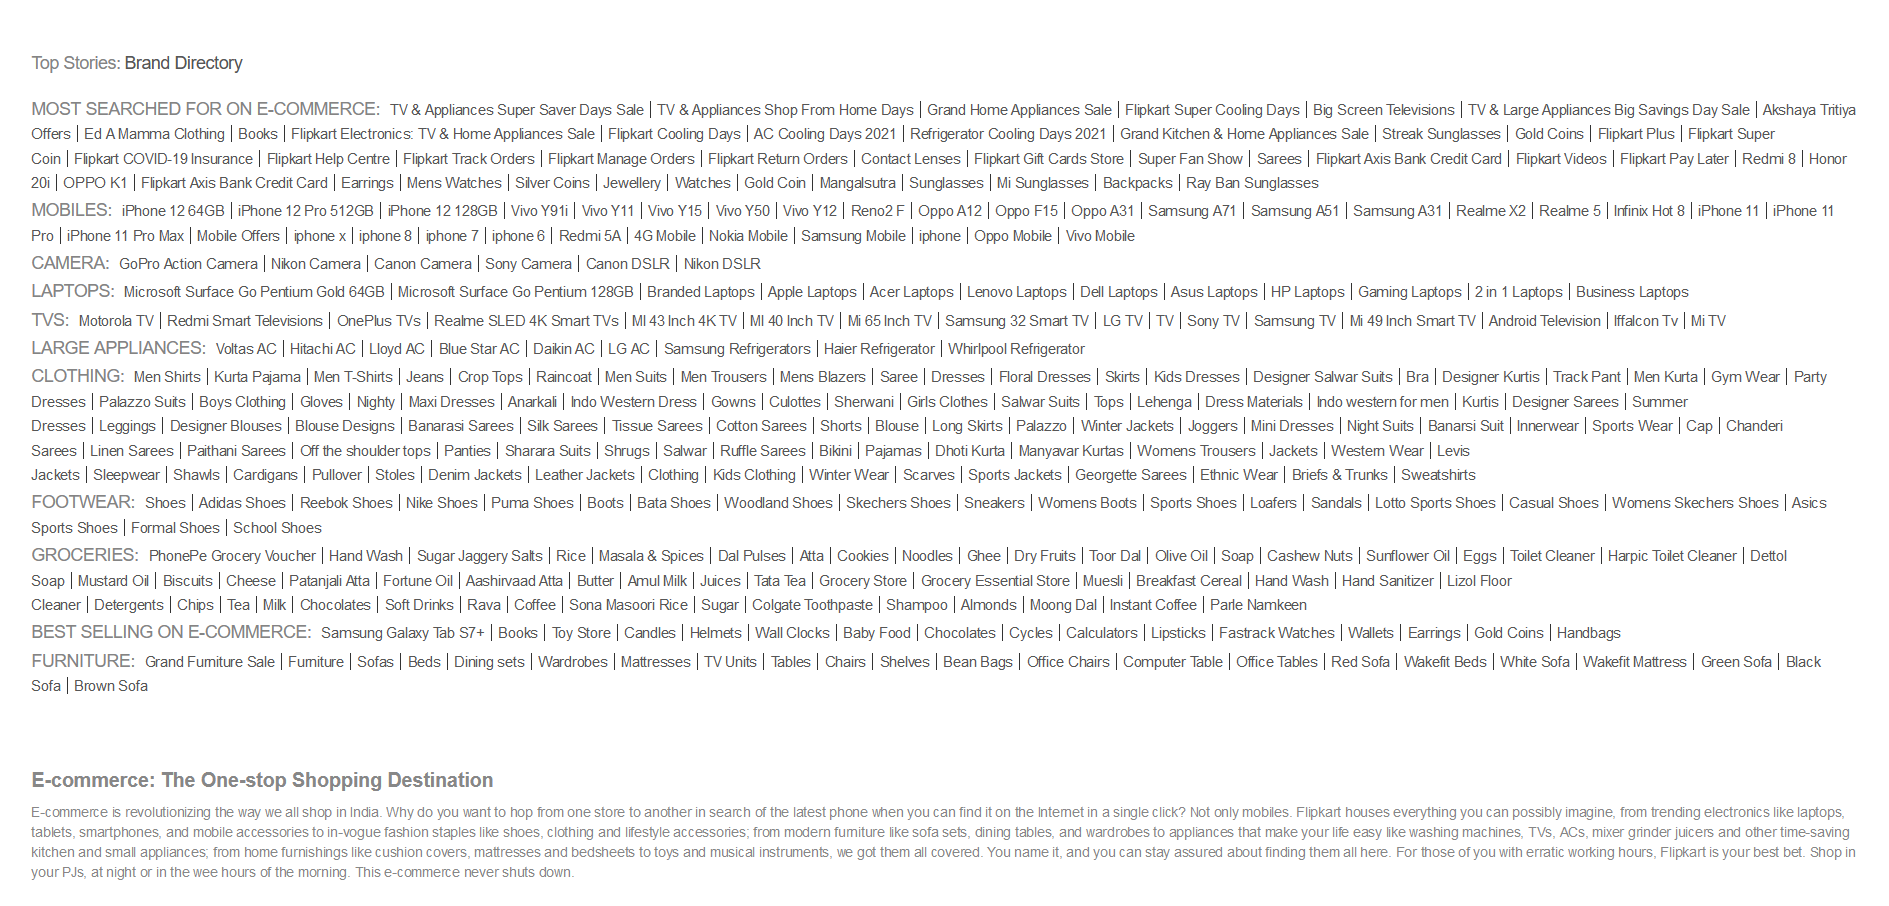 Top Stories: Brand Directory
MOST SEARCHED FOR ON E-COMMERCE: TV & Appliances Super Saver Days Sale | TV & Appliances Shop From Home Days | Grand Home Appliances Sale | Flipkart Super Cooling Days | Big Screen Televisions | TV & Large Appliances Big Savings Day Sale | Akshaya Tritiya
Offers | Ed A Mamma Clothing | Books | Flipkart Electronics: TV & Home Appliances Sale | Flipkart Cooling Days | AC Cooling Days 2021 | Refrigerator Cooling Days 2021 | Grand Kitchen & Home Appliances Sale | Streak Sunglasses | Gold Coins | Flipkart Plus | Flipkart Super
Coin | Flipkart COVID-19 Insurance | Flipkart Help Centre | Flipkart Track Orders | Flipkart Manage Orders | Flipkart Return Orders | Contact Lenses | Flipkart Gift Cards Store | Super Fan Show | Sarees | Flipkart Axis Bank Credit Card | Flipkart Videos | Flipkart Pay Later | Redmi 8 | Honor
20i | OPPO K1 | Flipkart Axis Bank Credit Card | Earrings | Mens Watches | Silver Coins | Jewellery | Watches | Gold Coin | Mangalsutra | Sunglasses | Mi Sunglasses | Backpacks | Ray Ban Sunglasses
MOBILES: iPhone 12 64GB | iPhone 12 Pro 512GB | iPhone 12 128GB | Vivo Y91i | Vivo Y11 | Vivo Y15 | Vivo Y50 | Vivo Y12 | Reno2 F | Oppo A12 | Oppo F15 | Oppo A31 | Samsung A71 | Samsung A51 | Samsung A31 | Realme X2 | Realme 5 | Infinix Hot 8 | iPhone 11 | iPhone 11
Pro | iPhone 11 Pro Max | Mobile Offers | iphone x | iphone 8 | iphone 7 | iphone 6 | Redmi 5A | 4G Mobile | Nokia Mobile | Samsung Mobile | iphone | Oppo Mobile | Vivo Mobile
CAMERA: GoPro Action Camera | Nikon Camera | Canon Camera | Sony Camera | Canon DSLR | Nikon DSLR
LAPTOPS: Microsoft Surface Go Pentium Gold 64GB | Microsoft Surface Go Pentium 128GB | Branded Laptops | Apple Laptops | Acer Laptops | Lenovo Laptops | Dell Laptops | Asus Laptops | HP Laptops | Gaming Laptops | 2 in 1 Laptops | Business Laptops
TVS: Motorola TV | Redmi Smart Televisions | OnePlus TVs | Realme SLED 4K Smart TVs | MI 43 Inch 4K TV | MI 40 Inch TV | Mi 65 Inch TV | Samsung 32 Smart TV | LG TV | TV | Sony TV | Samsung TV | Mi 49 Inch Smart TV | Android Television | Iffalcon Tv | Mi TV
LARGE APPLIANCES: Voltas AC | Hitachi AC | Lloyd AC | Blue Star AC | Daikin AC | LG AC | Samsung Refrigerators | Haier Refrigerator | Whirlpool Refrigerator
CLOTHING: Men Shirts | Kurta Pajama | Men T-Shirts | Jeans | Crop Tops | Raincoat | Men Suits | Men Trousers | Mens Blazers | Saree | Dresses | Floral Dresses | Skirts | Kids Dresses | Designer Salwar Suits | Bra | Designer Kurtis | Track Pant | Men Kurta | Gym Wear | Party
Dresses | Palazzo Suits | Boys Clothing | Gloves | Nighty | Maxi Dresses | Anarkali | Indo Western Dress | Gowns | Culottes | Sherwani | Girls Clothes | Salwar Suits | Tops | Lehenga | Dress Materials | Indo western for men | Kurtis | Designer Sarees | Summer
Dresses | Leggings | Designer Blouses | Blouse Designs | Banarasi Sarees | Silk Sarees | Tissue Sarees | Cotton Sarees | Shorts | Blouse | Long Skirts | Palazzo | Winter Jackets | Joggers | Mini Dresses | Night Suits | Banarsi Suit | Innerwear | Sports Wear | Cap | Chanderi
Sarees | Linen Sarees | Paithani Sarees | Off the shoulder tops | Panties | Sharara Suits | Shrugs | Salwar | Ruffle Sarees | Bikini | Pajamas | Dhoti Kurta | Manyavar Kurtas | Womens Trousers | Jackets | Western Wear | Levis
Jackets | Sleepwear | Shawls | Cardigans | Pullover | Stoles | Denim Jackets | Leather Jackets | Clothing | Kids Clothing | Winter Wear | Scarves | Sports Jackets | Georgette Sarees | Ethnic Wear | Briefs & Trunks | Sweatshirts
FOOTWEAR: Shoes | Adidas Shoes | Reebok Shoes | Nike Shoes | Puma Shoes | Boots | Bata Shoes | Woodland Shoes | Skechers Shoes | Sneakers | Womens Boots | Sports Shoes | Loafers | Sandals | Lotto Sports Shoes | Casual Shoes | Womens Skechers Shoes | Asics
Sports Shoes | Formal Shoes | School Shoes
GROCERIES: PhonePe Grocery Voucher | Hand Wash | Sugar Jaggery Salts | Rice | Masala & Spices | Dal Pulses | Atta | Cookies | Noodles | Ghee | Dry Fruits | Toor Dal | Olive Oil | Soap | Cashew Nuts | Sunflower Oil | Eggs | Toilet Cleaner | Harpic Toilet Cleaner | Dettol
Soap | Mustard Oil | Biscuits | Cheese | Patanjali Atta | Fortune Oil | Aashirvaad Atta | Butter | Amul Milk | Juices | Tata Tea | Grocery Store | Grocery Essential Store | Muesli | Breakfast Cereal | Hand Wash | Hand Sanitizer | Lizol Floor
Cleaner | Detergents | Chips | Tea | Milk | Chocolates | Soft Drinks | Rava | Coffee | Sona Masoori Rice | Sugar | Colgate Toothpaste | Shampoo | Almonds | Moong Dal | Instant Coffee | Parle Namkeen
BEST SELLING ON E-COMMERCE: Samsung Galaxy Tab S7+ | Books | Toy Store | Candles | Helmets | Wall Clocks | Baby Food | Chocolates | Cycles | Calculators | Lipsticks | Fastrack Watches | Wallets | Earrings | Gold Coins | Handbags
FURNITURE: Grand Furniture Sale | Furniture | Sofas | Beds | Dining sets | Wardrobes | Mattresses | TV Units | Tables | Chairs | Shelves | Bean Bags | Office Chairs | Computer Table | Office Tables | Red Sofa | Wakefit Beds | White Sofa | Wakefit Mattress | Green Sofa | Black
Sofa | Brown Sofa
E-commerce: The One-stop Shopping Destination
E-commerce is revolutionizing the way we all shop in India. Why do you want to hop from one store to another in search of the latest phone when you can find it on the Internet in a single click? Not only mobiles. Flipkart houses everything you can possibly imagine, from trending electronics like laptops,
tablets, smartphones, and mobile accessories to in-vogue fashion staples like shoes, clothing and lifestyle accessories; from modern furniture like sofa sets, dining tables, and wardrobes to appliances that make your life easy like washing machines, TVs, ACs, mixer grinder juicers and other time-saving
kitchen and small appliances; from home furnishings like cushion covers, mattresses and bedsheets to toys and musical instruments, we got them all covered. You name it, and you can stay assured about finding them all here. For those of you with erratic working hours, Flipkart is your best bet. Shop in
your PJs, at night or in the wee hours of the morning. This e-commerce never shuts down.